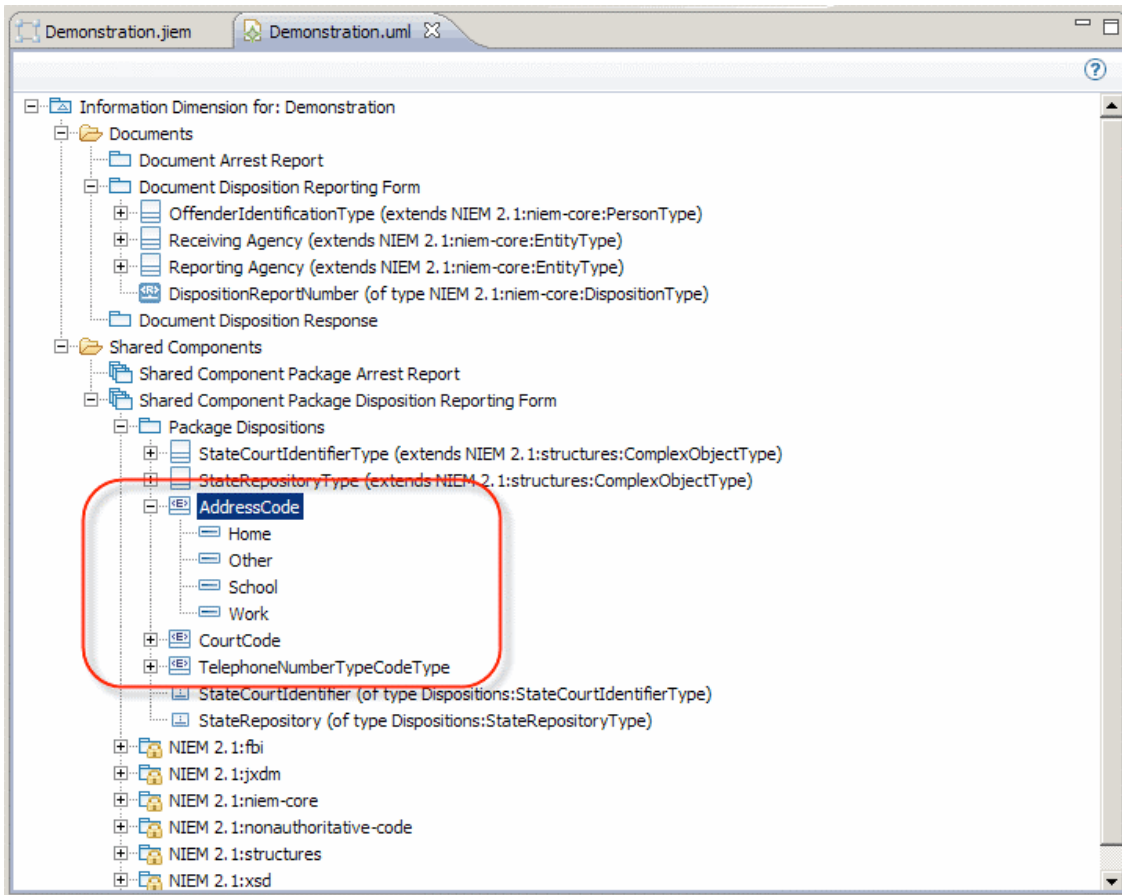 Demonstration.jiem Demonstration.uml
Information Dimension for: Demonstration
Documents
Document Arrest Report
Document Disposition Reporting Form
OffenderIdentificationType (extends NIEM 2.1:niem-core:PersonType)
Receiving Agency (extends NIEM 2.1:niem-core:EntityType)
Reporting Agency (extends NIEM 2.1:niem-core:EntityType)
<R> DispositionReportNumber (of type NIEM 2.1:niem-core:DispositionType)
Document Disposition Response
Shared Components
Shared Component Package Arrest Report
Shared Component Package Disposition Reporting Form
Package Dispositions
StateCourtIdentifierType (extends NIEM 2.1:structures:ComplexObjectType)
StateRepositoryType (extends NIEM 2.1:structures:ComplexObjectType)
<E> AddressCode
Home
Other
School
Work
<E> CourtCode
<E> TelephoneNumberTypeCodeType
StateCourtIdentifier (of type Dispositions:StateCourtIdentifierType)
StateRepository (of type Dispositions:StateRepositoryType)
NIEM 2.1:fbi
NIEM 2.1:jxdm
NIEM 2.1:niem-core
NIEM 2.1:nonauthoritative-code
NIEM 2.1:structures
NIEM 2.1:xsd